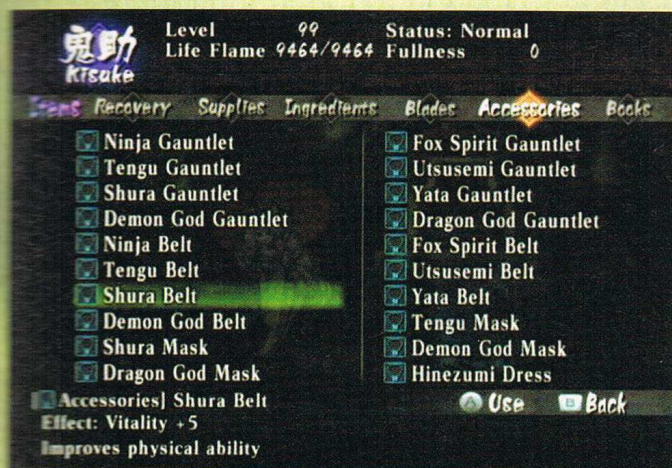 鬼助
Kisuke
Level 99
Life Flame 9464/9464
Status: Normal
Fullness 0
Items Recovery Supplies Ingredients Blades Accessories Books
Ninja Gauntlet
Tengu Gauntlet
Shura Gauntlet
Demon God Gauntlet
Ninja Belt
Tengu Belt
Shura Belt
Demon God Belt
Shura Mask
Dragon God Mask
Fox Spirit Gauntlet
Utsusemi Gauntlet
Yata Gauntlet
Dragon God Gauntlet
Fox Spirit Belt
Utsusemi Belt
Yata Belt
Tengu Mask
Demon God Mask
Hinezumi Dress
[Accessories] Shura Belt
Effect: Vitality +5
Improves physical ability
A Use B Back